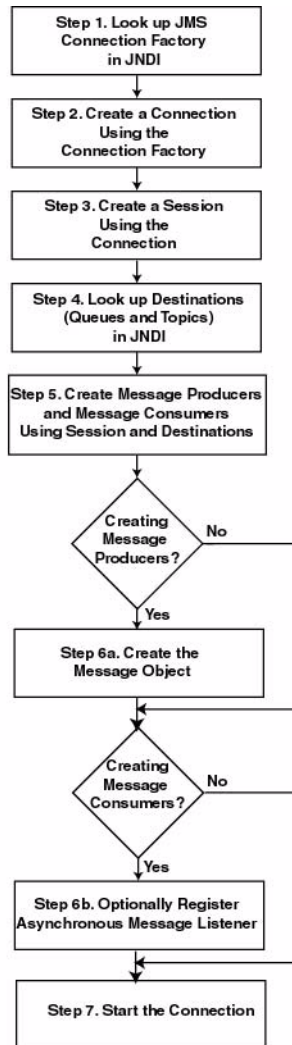 Step 1. Look up JMS
Connection Factory
in JNDI
Step 2. Create a Connection
Using the
Connection Factory
Step 3. Create a Session
Using the
Connection
Step 4. Look up Destinations
(Queues and Topics)
in JNDI
Step 5. Create Message Producers
and Message Consumers
Using Session and Destinations
Creating
Message
Producers?
No
Yes
Step 6a. Create the
Message Object
Creating
Message
Consumers?
No
Yes
Step 6b. Optionally Register
Asynchronous Message Listener
Step 7. Start the Connection